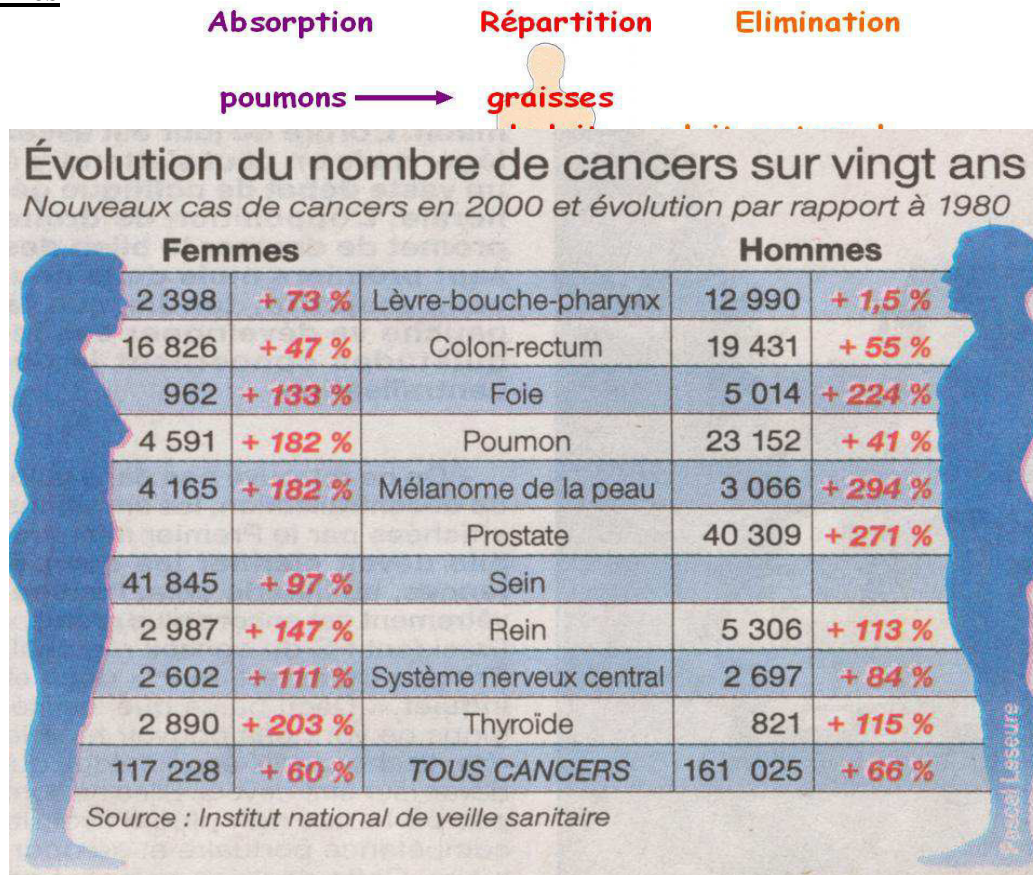 Absorption Répartition Elimination
poumons graisses
Évolution du nombre de cancers sur vingt ans
Nouveaux cas de cancers en 2000 et évolution par rapport à 1980
Femmes Hommes
2 398 + 73 % Lèvre-bouche-pharynx 12 990 + 1,5 %
16 826 + 47 % Colon-rectum 19 431 + 55 %
962 + 133 % Foie 5 014 + 224 %
4 591 + 182 % Poumon 23 152 + 41 %
4 165 + 182 % Mélanome de la peau 3 066 + 294 %
Prostate 40 309 + 271 %
41 845 + 97 % Sein
2 987 + 147 % Rein 5 306 + 113 %
2 602 + 111 % Système nerveux central 2 697 + 84 %
2 890 + 203 % Thyroïde 821 + 115 %
117 228 + 60 % TOUS CANCERS 161 025 + 66 %
Source : Institut national de veille sanitaire
Pascal Leseure